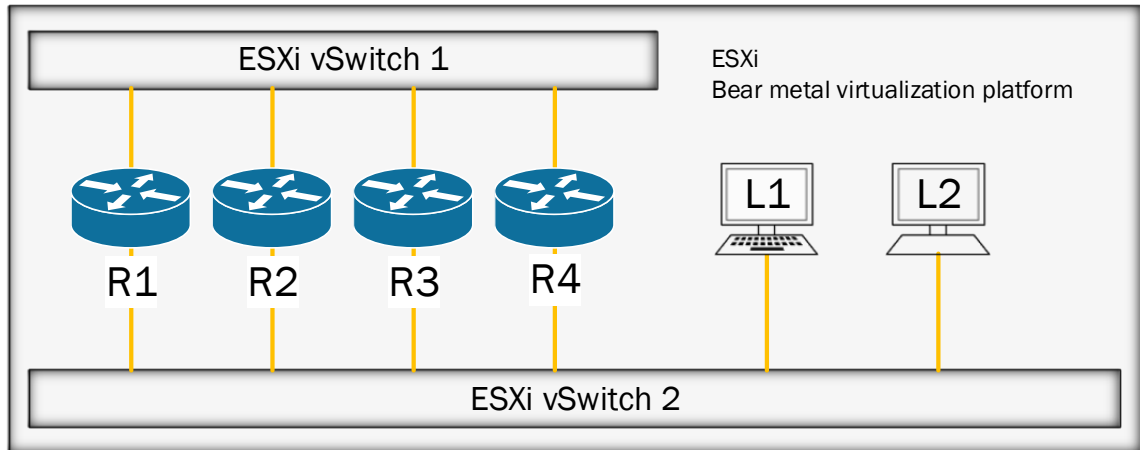 ESXi vSwitch 1
ESXi
Bear metal virtualization platform
L1
L2
R1
R2
R3
R4
ESXi vSwitch 2